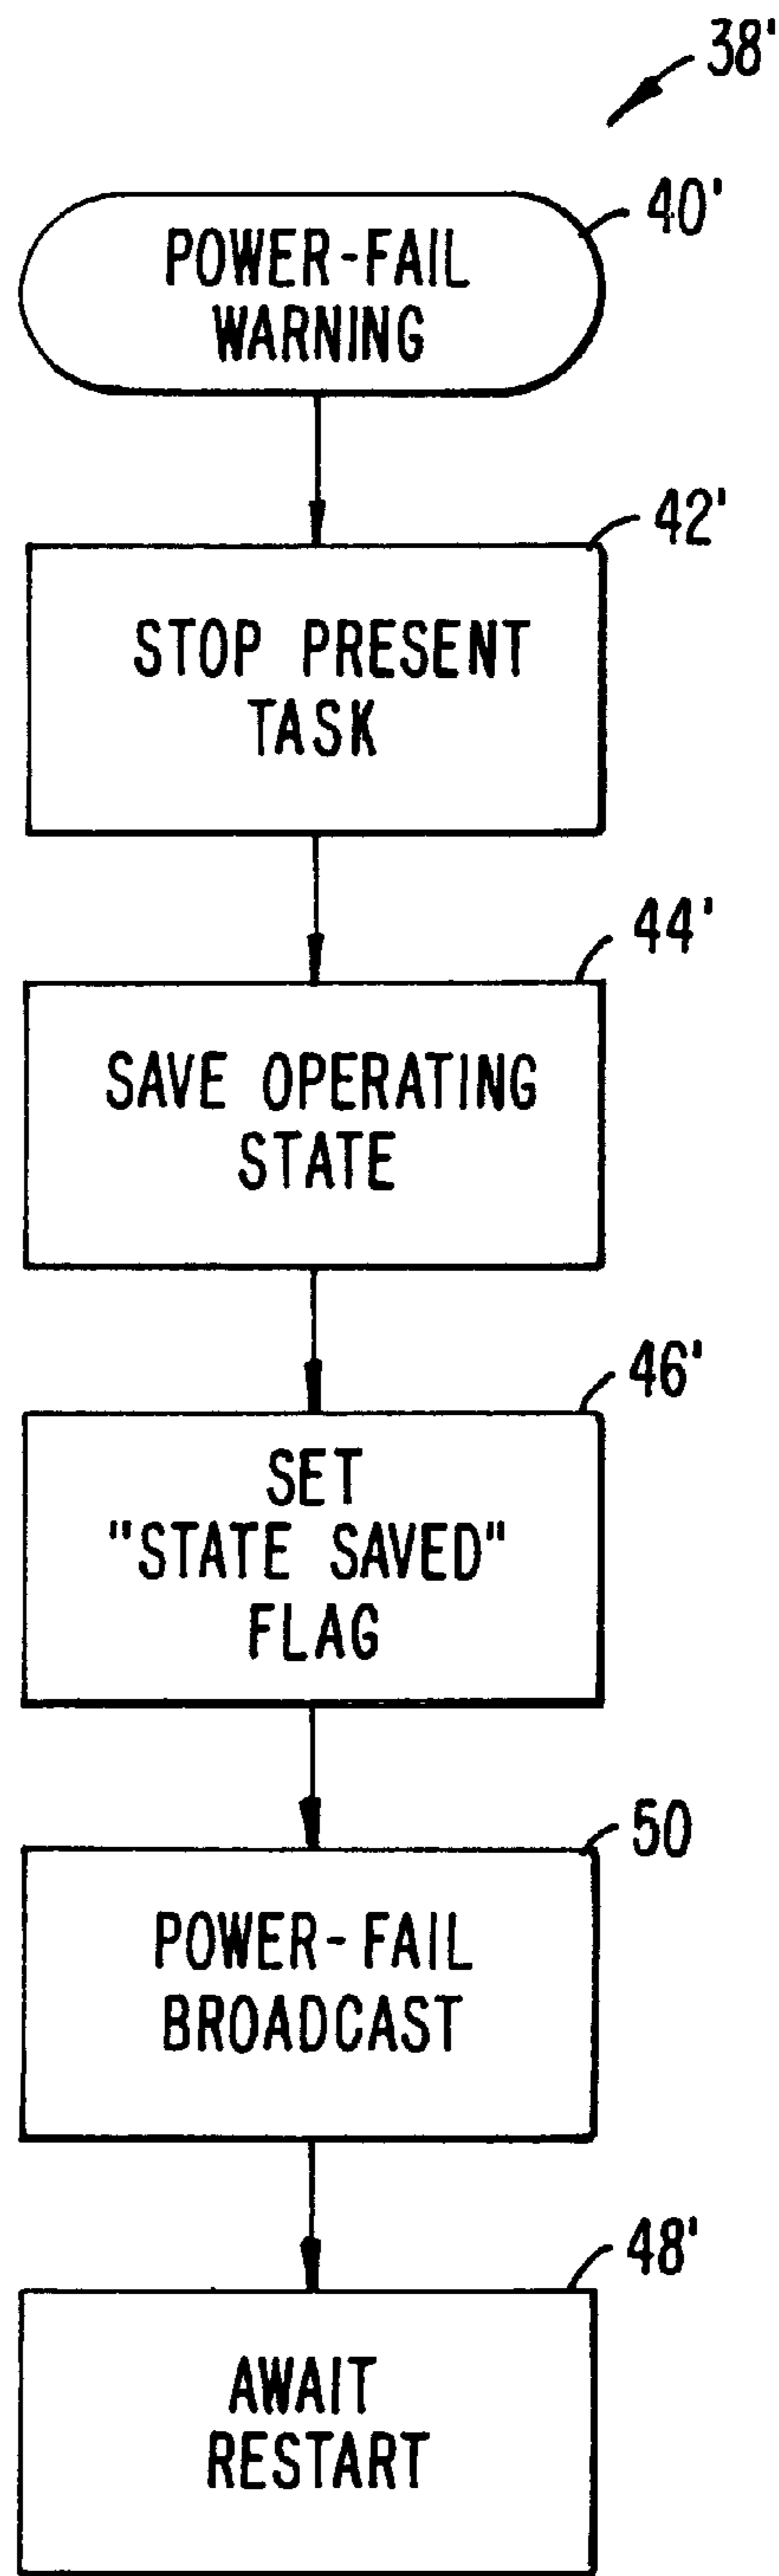 38'
40'
POWER-FAIL
WARNING
42'
STOP PRESENT
TASK
44'
SAVE OPERATING
STATE
46'
SET
"STATE SAVED"
FLAG
50
POWER-FAIL
BROADCAST
48'
AWAIT
RESTART